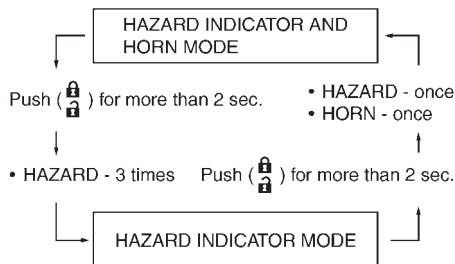 HAZARD INDICATOR AND
HORN MODE
Push ( ) for more than 2 sec.
• HAZARD - once
• HORN - once
• HAZARD - 3 times
Push ( ) for more than 2 sec.
HAZARD INDICATOR MODE